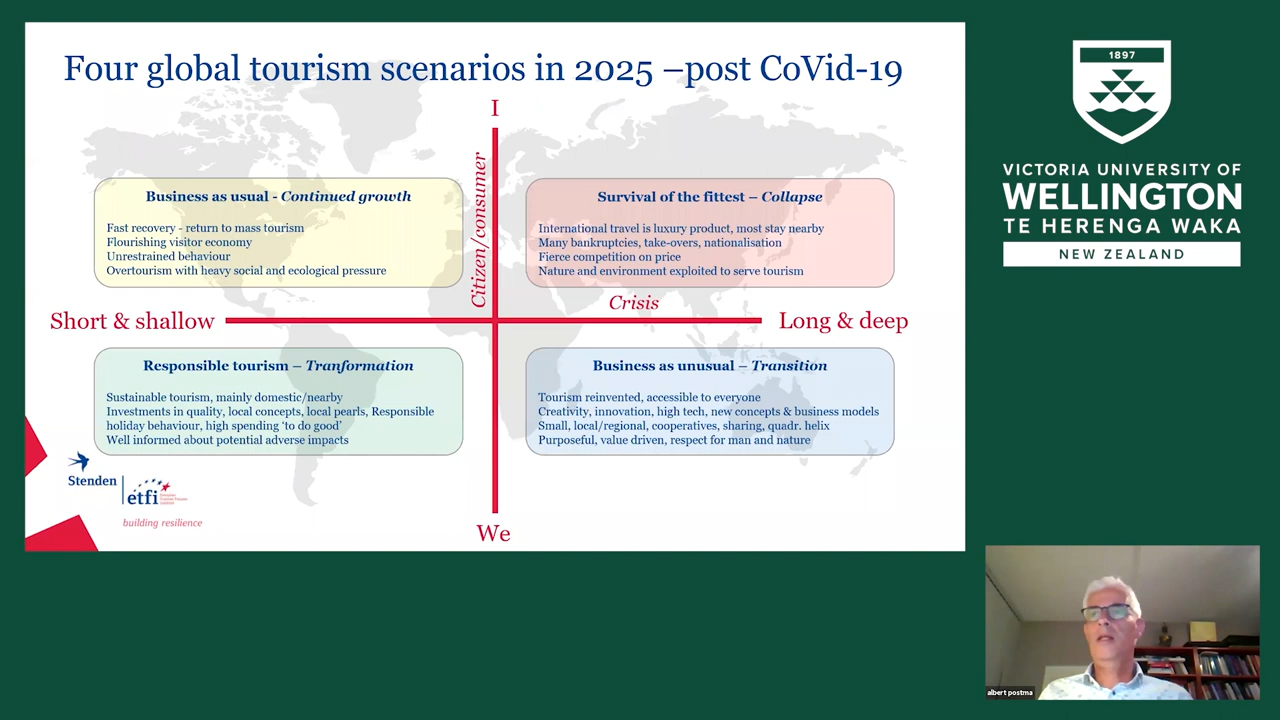 Four global tourism scenarios in 2025 –post CoVid-19
I
Citizen/consumer
Business as usual - Continued growth
Fast recovery - return to mass tourism
Flourishing visitor economy
Unrestrained behaviour
Overtourism with heavy social and ecological pressure
Survival of the fittest – Collapse
International travel is luxury product, most stay nearby
Many bankruptcies, take-overs, nationalisation
Fierce competition on price
Nature and environment exploited to serve tourism
Crisis
Short & shallow
Long & deep
Responsible tourism – Tranformation
Sustainable tourism, mainly domestic/nearby
Investments in quality, local concepts, local pearls, Responsible
holiday behaviour, high spending ‘to do good’
Well informed about potential adverse impacts
Business as unusual – Transition
Tourism reinvented, accessible to everyone
Creativity, innovation, high tech, new concepts & business models
Small, local/regional, cooperatives, sharing, quadr. helix
Purposeful, value driven, respect for man and nature
We
Stenden
etfi
building resilience
1897
VICTORIA UNIVERSITY OF
WELLINGTON
TE HERENGA WAKA
NEW ZEALAND
albert postma